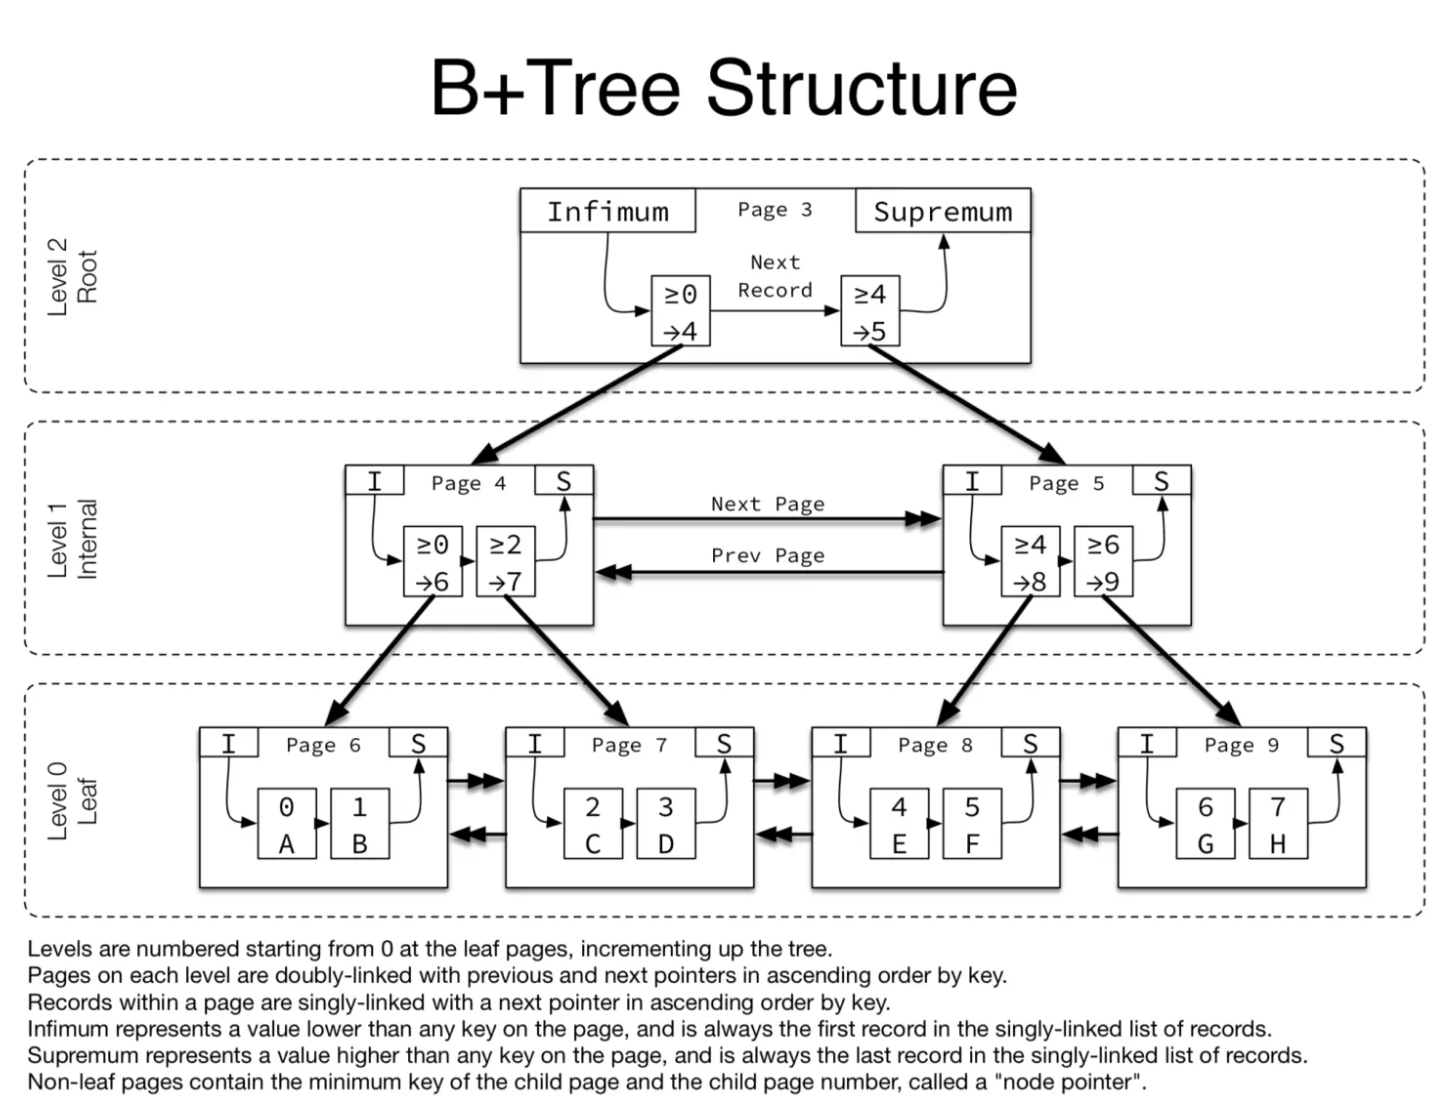 B+Tree Structure
Level 2
Root
Infimum
Page 3
Supremum
Next
Record
≥0
→4
≥4
→5
Level 1
Internal
I
Page 4
S
≥0
→6
≥2
→7
Next Page
Prev Page
I
Page 5
S
≥4
→8
≥6
→9
Level 0
Leaf
I
Page 6
S
0
A
1
B
I
Page 7
S
2
C
3
D
I
Page 8
S
4
E
5
F
I
Page 9
S
6
G
7
H
Levels are numbered starting from 0 at the leaf pages, incrementing up the tree.
Pages on each level are doubly-linked with previous and next pointers in ascending order by key.
Records within a page are singly-linked with a next pointer in ascending order by key.
Infimum represents a value lower than any key on the page, and is always the first record in the singly-linked list of records.
Supremum represents a value higher than any key on the page, and is always the last record in the singly-linked list of records.
Non-leaf pages contain the minimum key of the child page and the child page number, called a "node pointer".